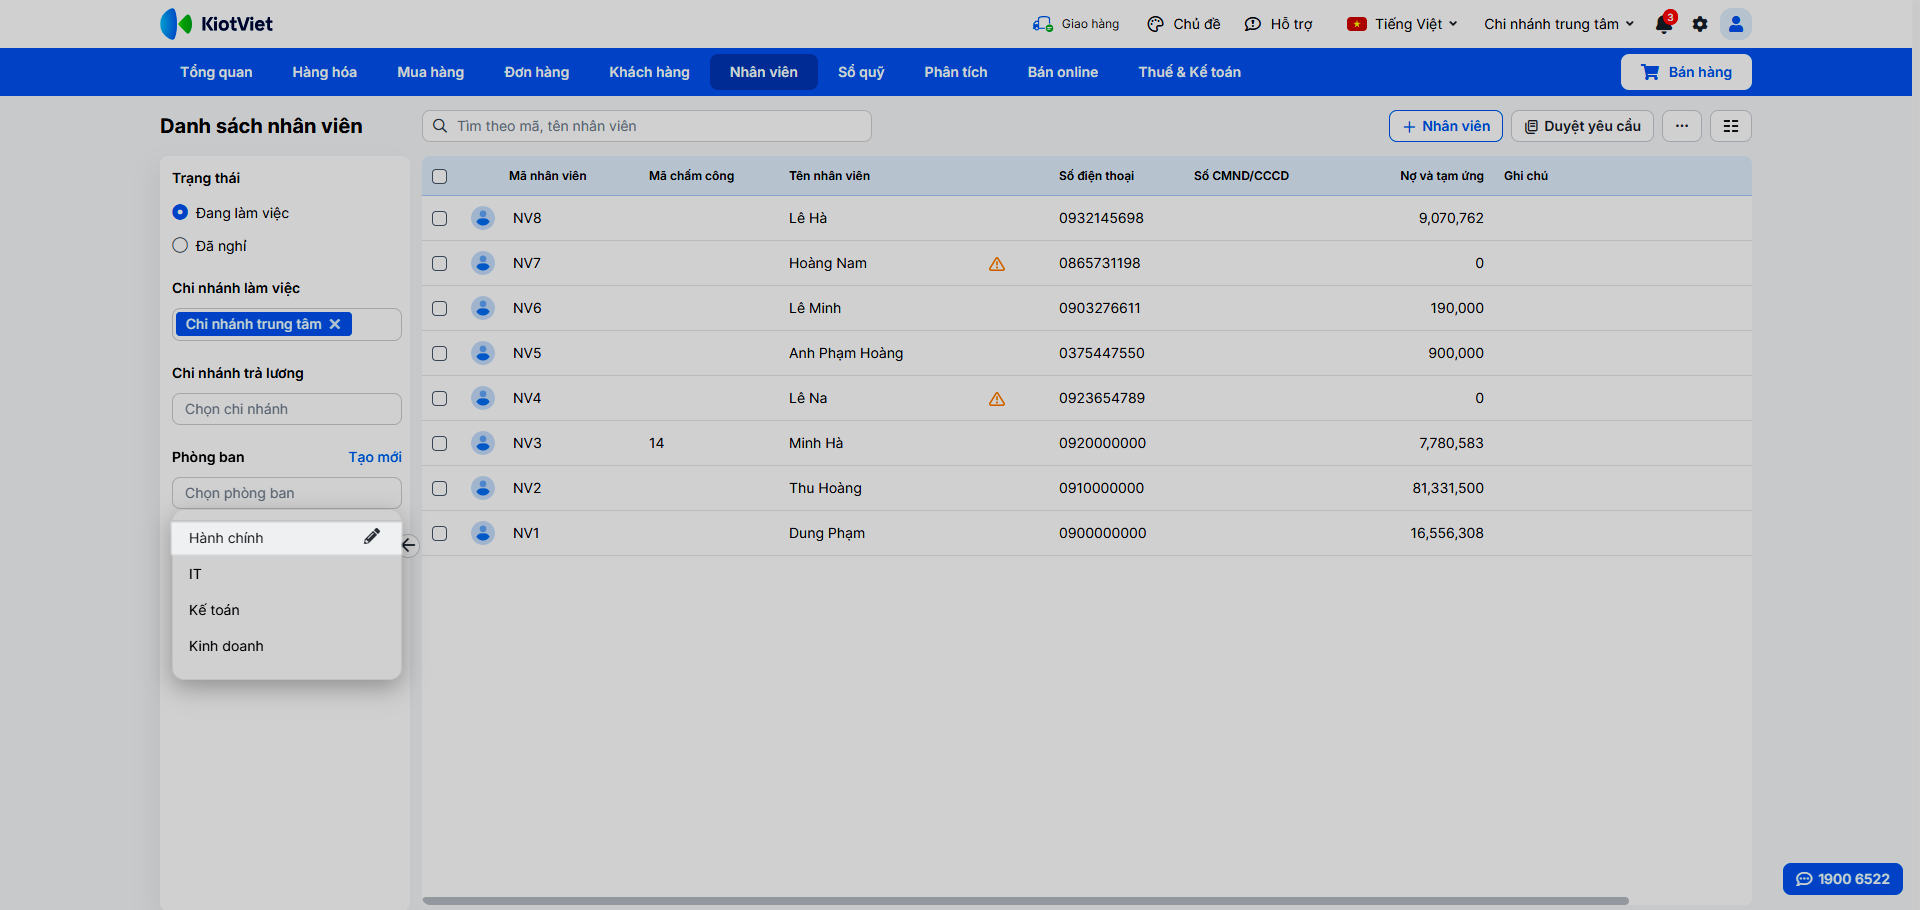 KiotViet
Giao hàng Chủ đề Hỗ trợ Tiếng Việt Chi nhánh trung tâm 3
Tổng quan Hàng hóa Mua hàng Đơn hàng Khách hàng Nhân viên Sổ quỹ Phân tích Bán online Thuế & Kế toán Bán hàng
Danh sách nhân viên Tìm theo mã, tên nhân viên + Nhân viên Duyệt yêu cầu ...
Trạng thái
Đang làm việc
Đã nghỉ
Chi nhánh làm việc
Chi nhánh trung tâm ✕
Chi nhánh trả lương
Chọn chi nhánh
Phòng ban Tạo mới
Chọn phòng ban
Hành chính
IT
Kế toán
Kinh doanh
Mã nhân viên Mã chấm công Tên nhân viên Số điện thoại Số CMND/CCCD Nợ và tạm ứng Ghi chú
NV8 Lê Hà 0932145698 9,070,762
NV7 Hoàng Nam 0865731198 0
NV6 Lê Minh 0903276611 190,000
NV5 Anh Phạm Hoàng 0375447550 900,000
NV4 Lê Na 0923654789 0
NV3 14 Minh Hà 0920000000 7,780,583
NV2 Thu Hoàng 0910000000 81,331,500
NV1 Dung Phạm 0900000000 16,556,308
1900 6522